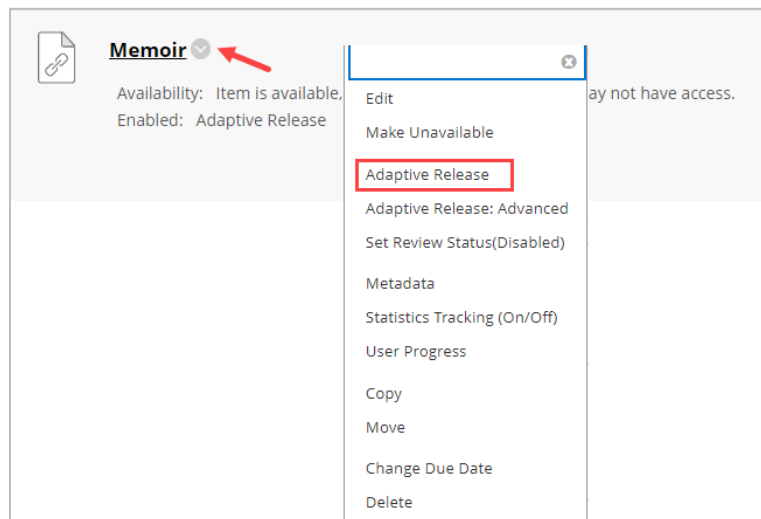 Memoir
Availability: Item is available, ay not have access.
Enabled: Adaptive Release
Edit
Make Unavailable
Adaptive Release
Adaptive Release: Advanced
Set Review Status(Disabled)
Metadata
Statistics Tracking (On/Off)
User Progress
Copy
Move
Change Due Date
Delete